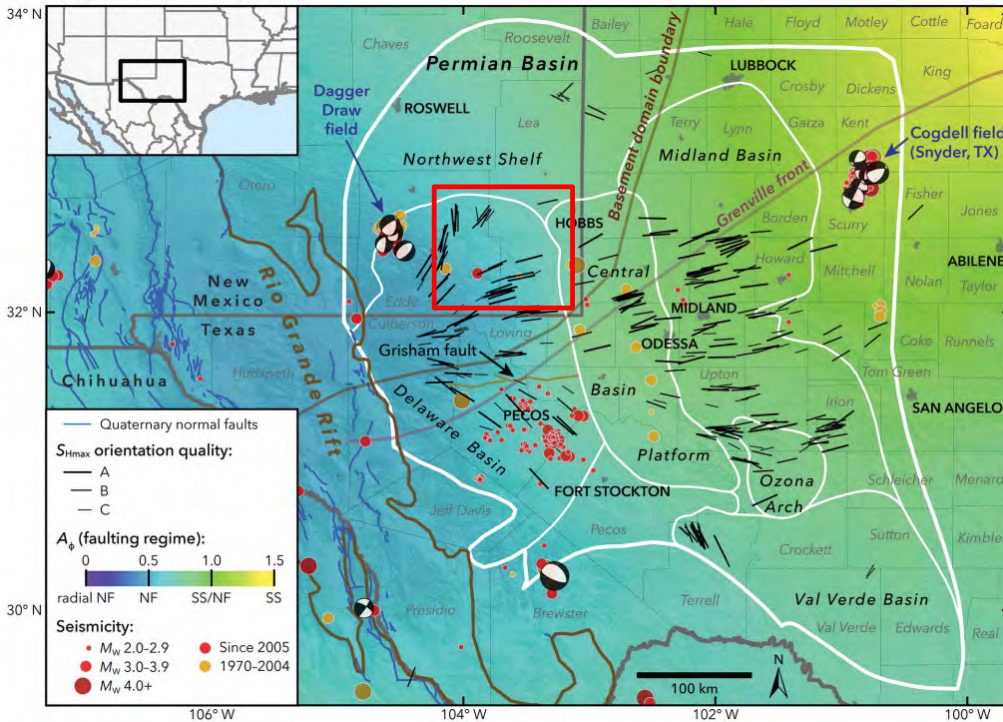 34° N
32° N
30° N
106° W
104° W
102° W
100° W
Bailey
Hale
Floyd
Motley
Cottle
Foard
Chaves
Roosevelt
Permian Basin
LUBBOCK
King
Dagger
Draw
field
ROSWELL
Crosby
Dickens
Basement domain boundary
Lea
Terry
Lynn
Garza
Kent
Cogdell field
(Snyder, TX)
Northwest Shelf
Midland Basin
Otero
Grenville front
Fisher
Jones
HOBBS
Borden
Scurry
Howard
Mitchell
ABILENE
Nolan
Taylor
New
Mexico
Texas
Rio Grande Rift
Eddy
Culberson
Loving
Central
Basin
Platform
MIDLAND
ODESSA
Coke
Runnels
Grisham fault
Chihuahua
Hudspeth
Upton
Tom Green
Irion
PECOS
SAN ANGELO
Delaware Basin
FORT STOCKTON
Ozona
Arch
Schleicher
Menard
Jeff Davis
Pecos
Crockett
Sutton
Kimble
Presidio
Brewster
Terrell
Val Verde Basin
Val Verde
Edwards
Real
Quaternary normal faults
SHmax orientation quality:
A
B
C
Aϕ (faulting regime):
0 0.5 1.0 1.5
radial NF NF SS/NF SS
Seismicity:
Mw 2.0-2.9
Mw 3.0-3.9
Mw 4.0+
Since 2005
1970-2004
100 km
N